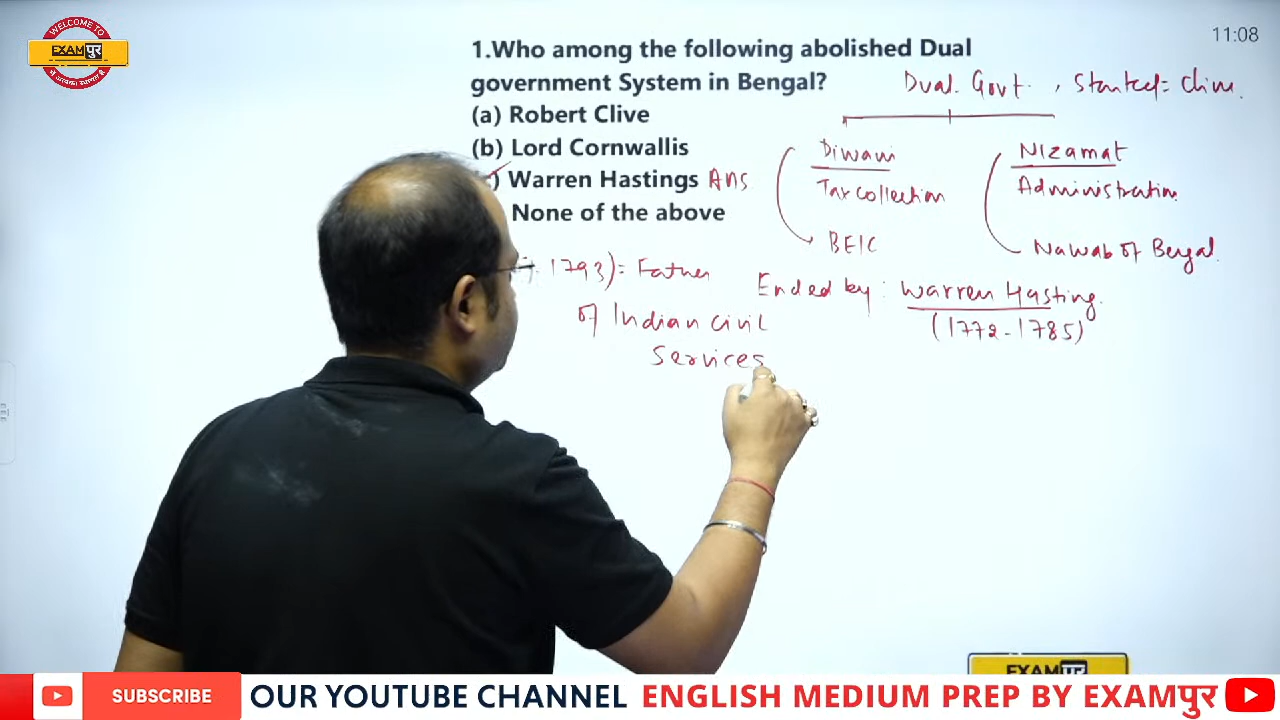 WELCOME TO
EXAMपुर
11:08
1.Who among the following abolished Dual
government System in Bengal?
(a) Robert Clive
(b) Lord Cornwallis
Warren Hastings Ans
None of the above
Dual Govt. , Started= Clive.
Diwani
Tax collection
BEIC
Nizamat
Administration
Nawab of Bengal.
1793)= Father
of Indian Civil
Services
Ended by: Warren Hasting.
(1772-1785)
EXAMपुर
SUBSCRIBE
OUR YOUTUBE CHANNEL ENGLISH MEDIUM PREP BY EXAMपुर